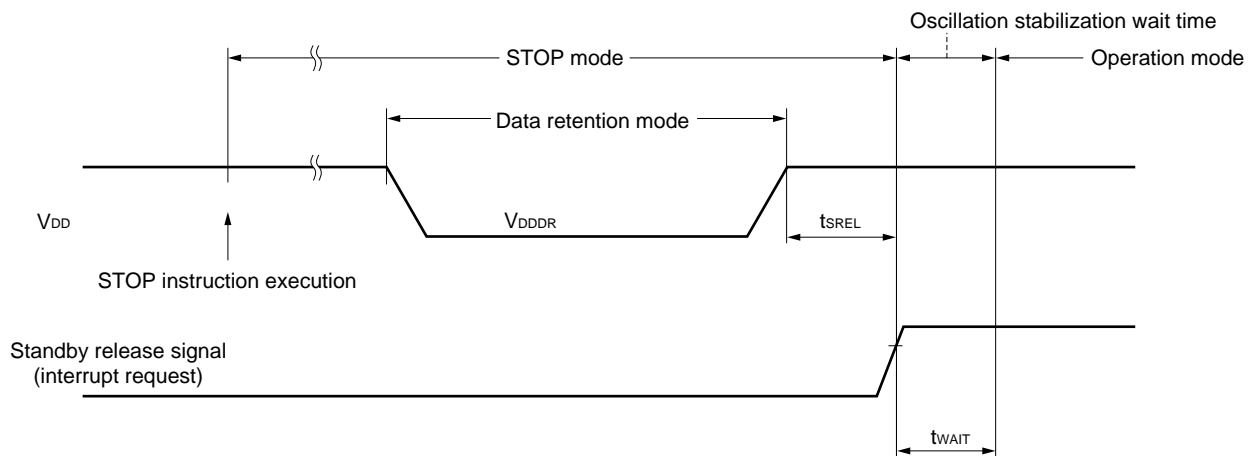 Oscillation stabilization wait time
STOP mode
Operation mode
Data retention mode
VDD
VDDDR
tSREL
STOP instruction execution
Standby release signal
(interrupt request)
tWAIT